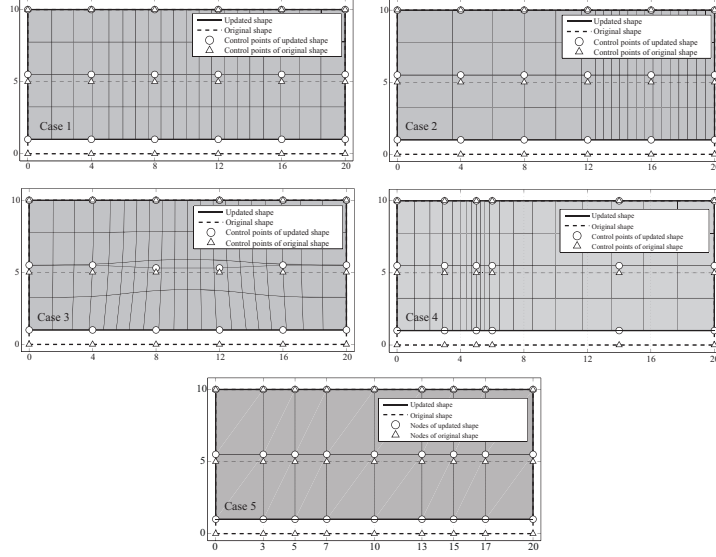 10
5
0
Updated shape
Original shape
Control points of updated shape
Control points of original shape
Case 1
0 4 8 12 16 20
10
5
0
Updated shape
Original shape
Control points of updated shape
Control points of original shape
Case 2
0 4 8 12 16 20
10
5
0
Updated shape
Original shape
Control points of updated shape
Control points of original shape
Case 3
0 4 8 12 16 20
10
5
0
Updated shape
Original shape
Control points of updated shape
Control points of original shape
Case 4
0 4 8 12 16 20
10
5
0
Updated shape
Original shape
Nodes of updated shape
Nodes of original shape
Case 5
0 3 5 7 10 13 15 17 20